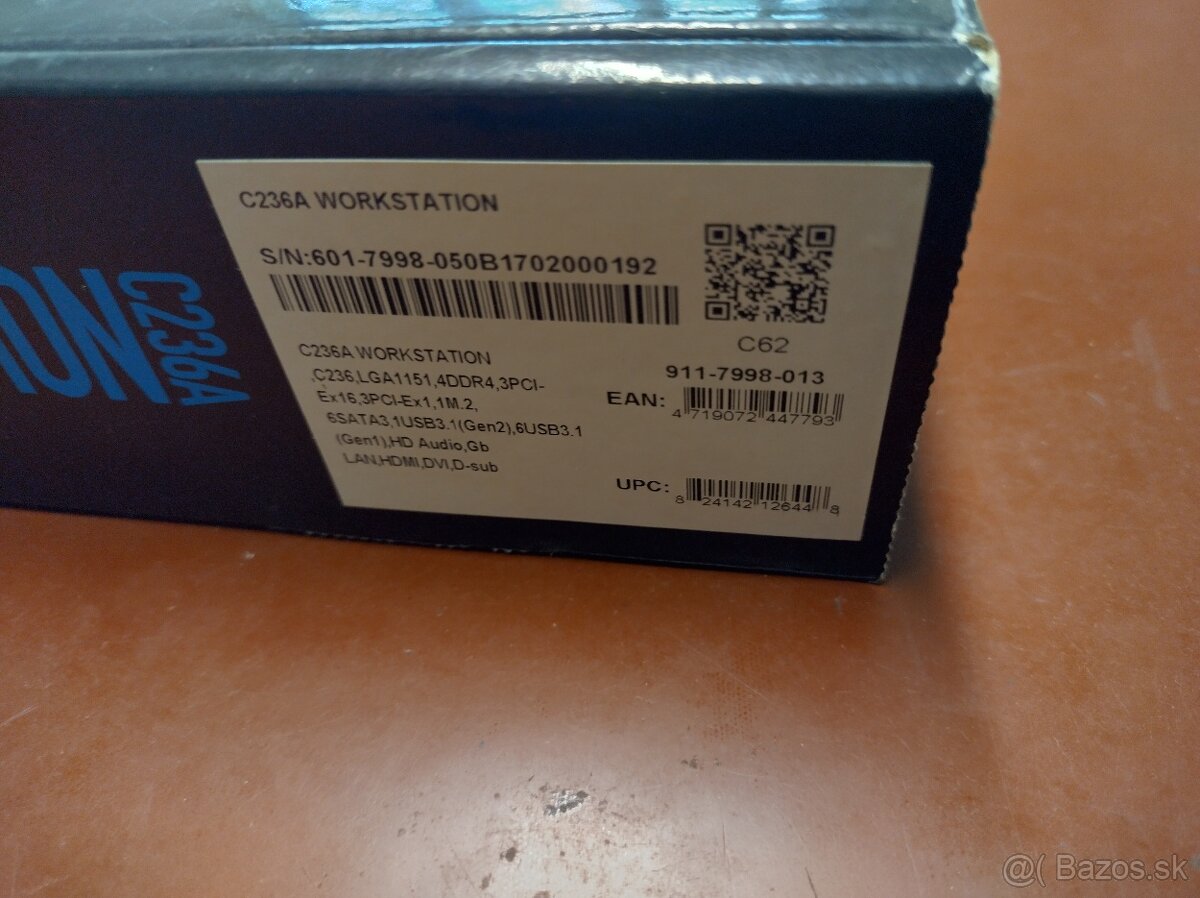 C236A WORKSTATION
S/N:601-7998-050B1702000192
C62
C236A WORKSTATION
,C236,LGA1151,4DDR4,3PCI-
Ex16,3PCI-Ex1,1M.2,
6SATA3,1USB3.1(Gen2),6USB3.1
(Gen1),HD Audio,Gb
LAN,HDMI,DVI,D-sub
911-7998-013
EAN:
4 719072 447793
UPC:
8 24142 12644 8
C236A
@( Bazos.sk